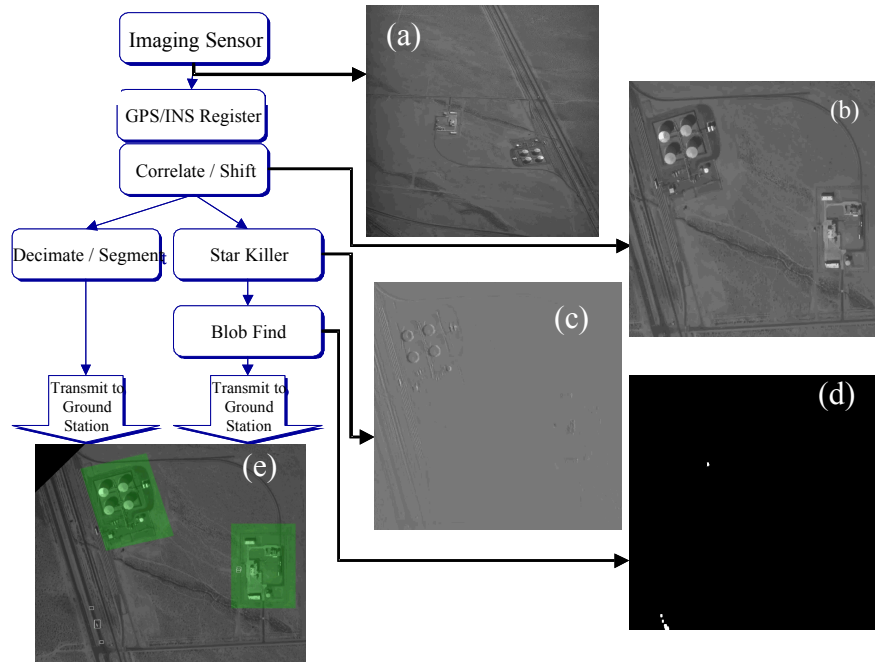 Imaging Sensor
(a)
GPS/INS Register
(b)
Correlate / Shift
Decimate / Segment
Star Killer
(c)
Blob Find
Transmit to
Ground
Station
Transmit to
Ground
Station
(d)
(e)